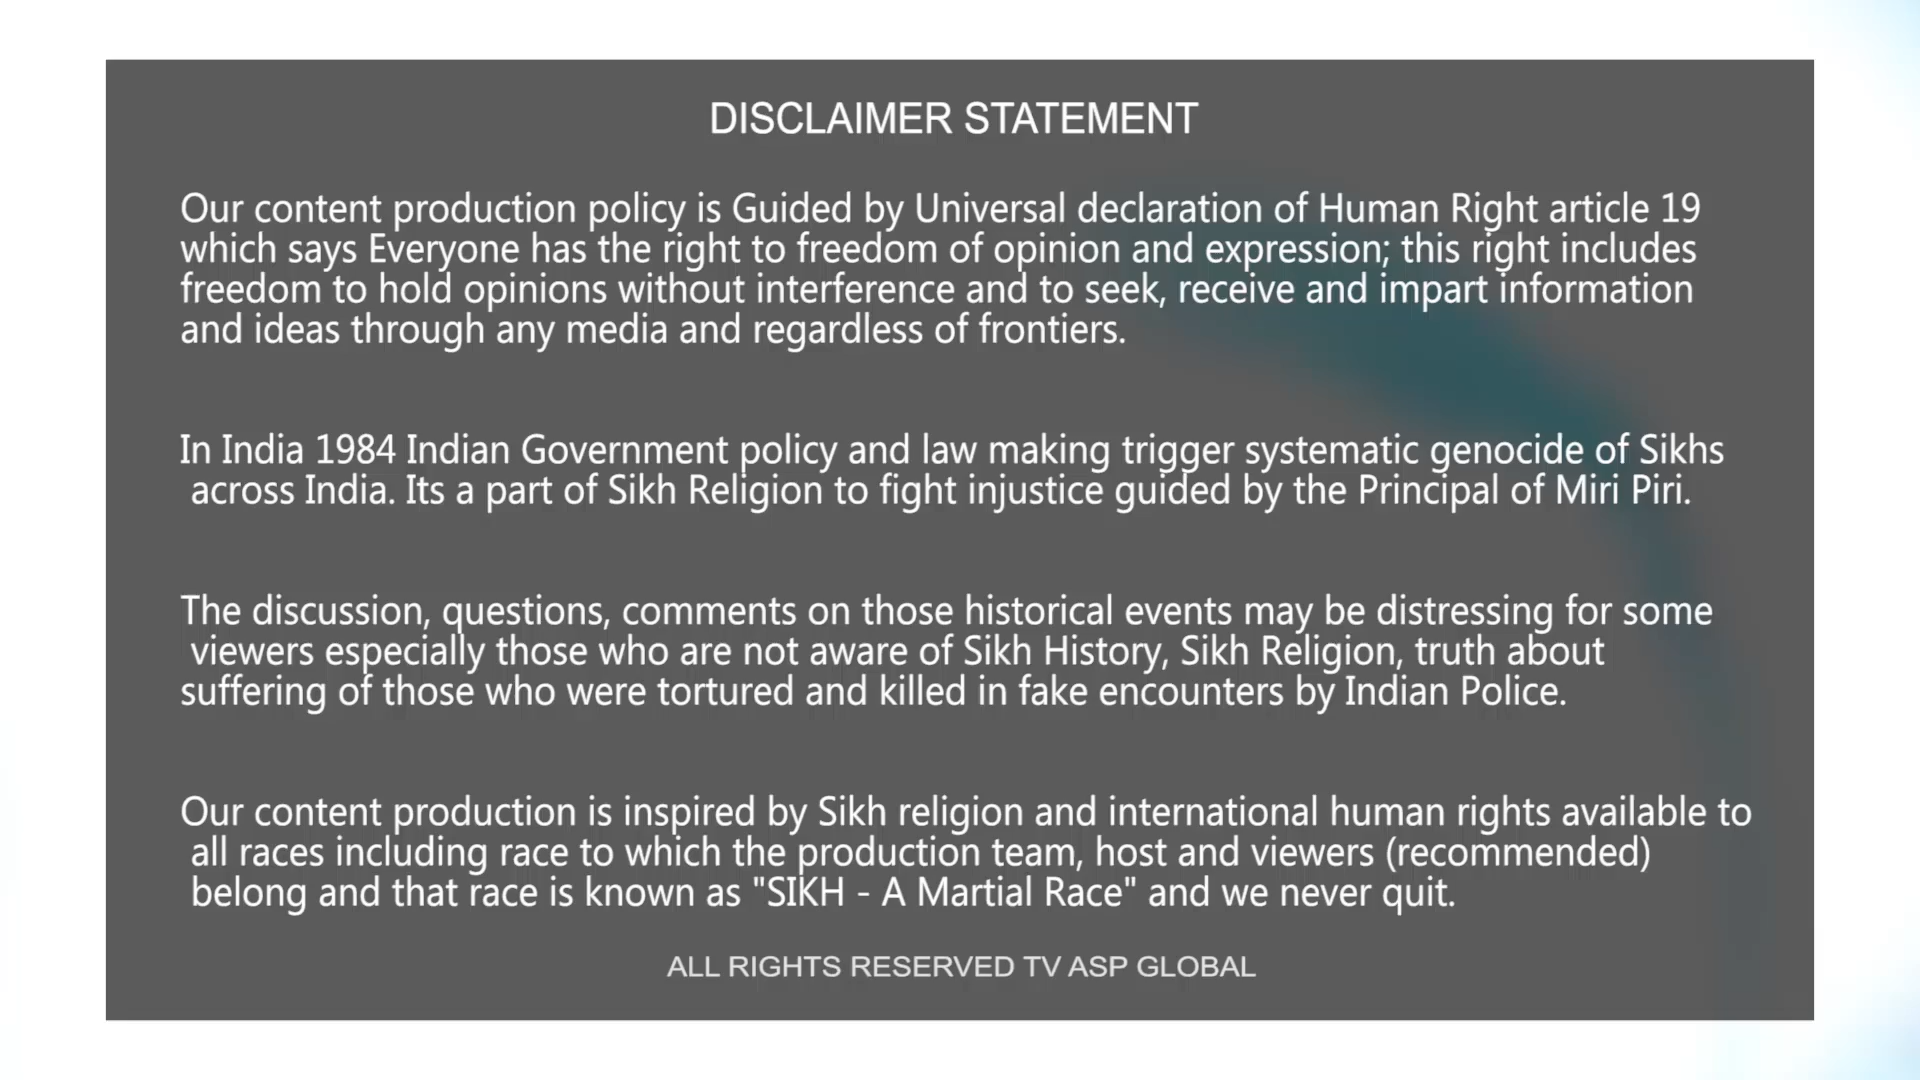 DISCLAIMER STATEMENT
Our content production policy is Guided by Universal declaration of Human Right article 19
which says Everyone has the right to freedom of opinion and expression; this right includes
freedom to hold opinions without interference and to seek, receive and impart information
and ideas through any media and regardless of frontiers.
In India 1984 Indian Government policy and law making trigger systematic genocide of Sikhs
across India. Its a part of Sikh Religion to fight injustice guided by the Principal of Miri Piri.
The discussion, questions, comments on those historical events may be distressing for some
viewers especially those who are not aware of Sikh History, Sikh Religion, truth about
suffering of those who were tortured and killed in fake encounters by Indian Police.
Our content production is inspired by Sikh religion and international human rights available to
all races including race to which the production team, host and viewers (recommended)
belong and that race is known as "SIKH - A Martial Race" and we never quit.
ALL RIGHTS RESERVED TV ASP GLOBAL